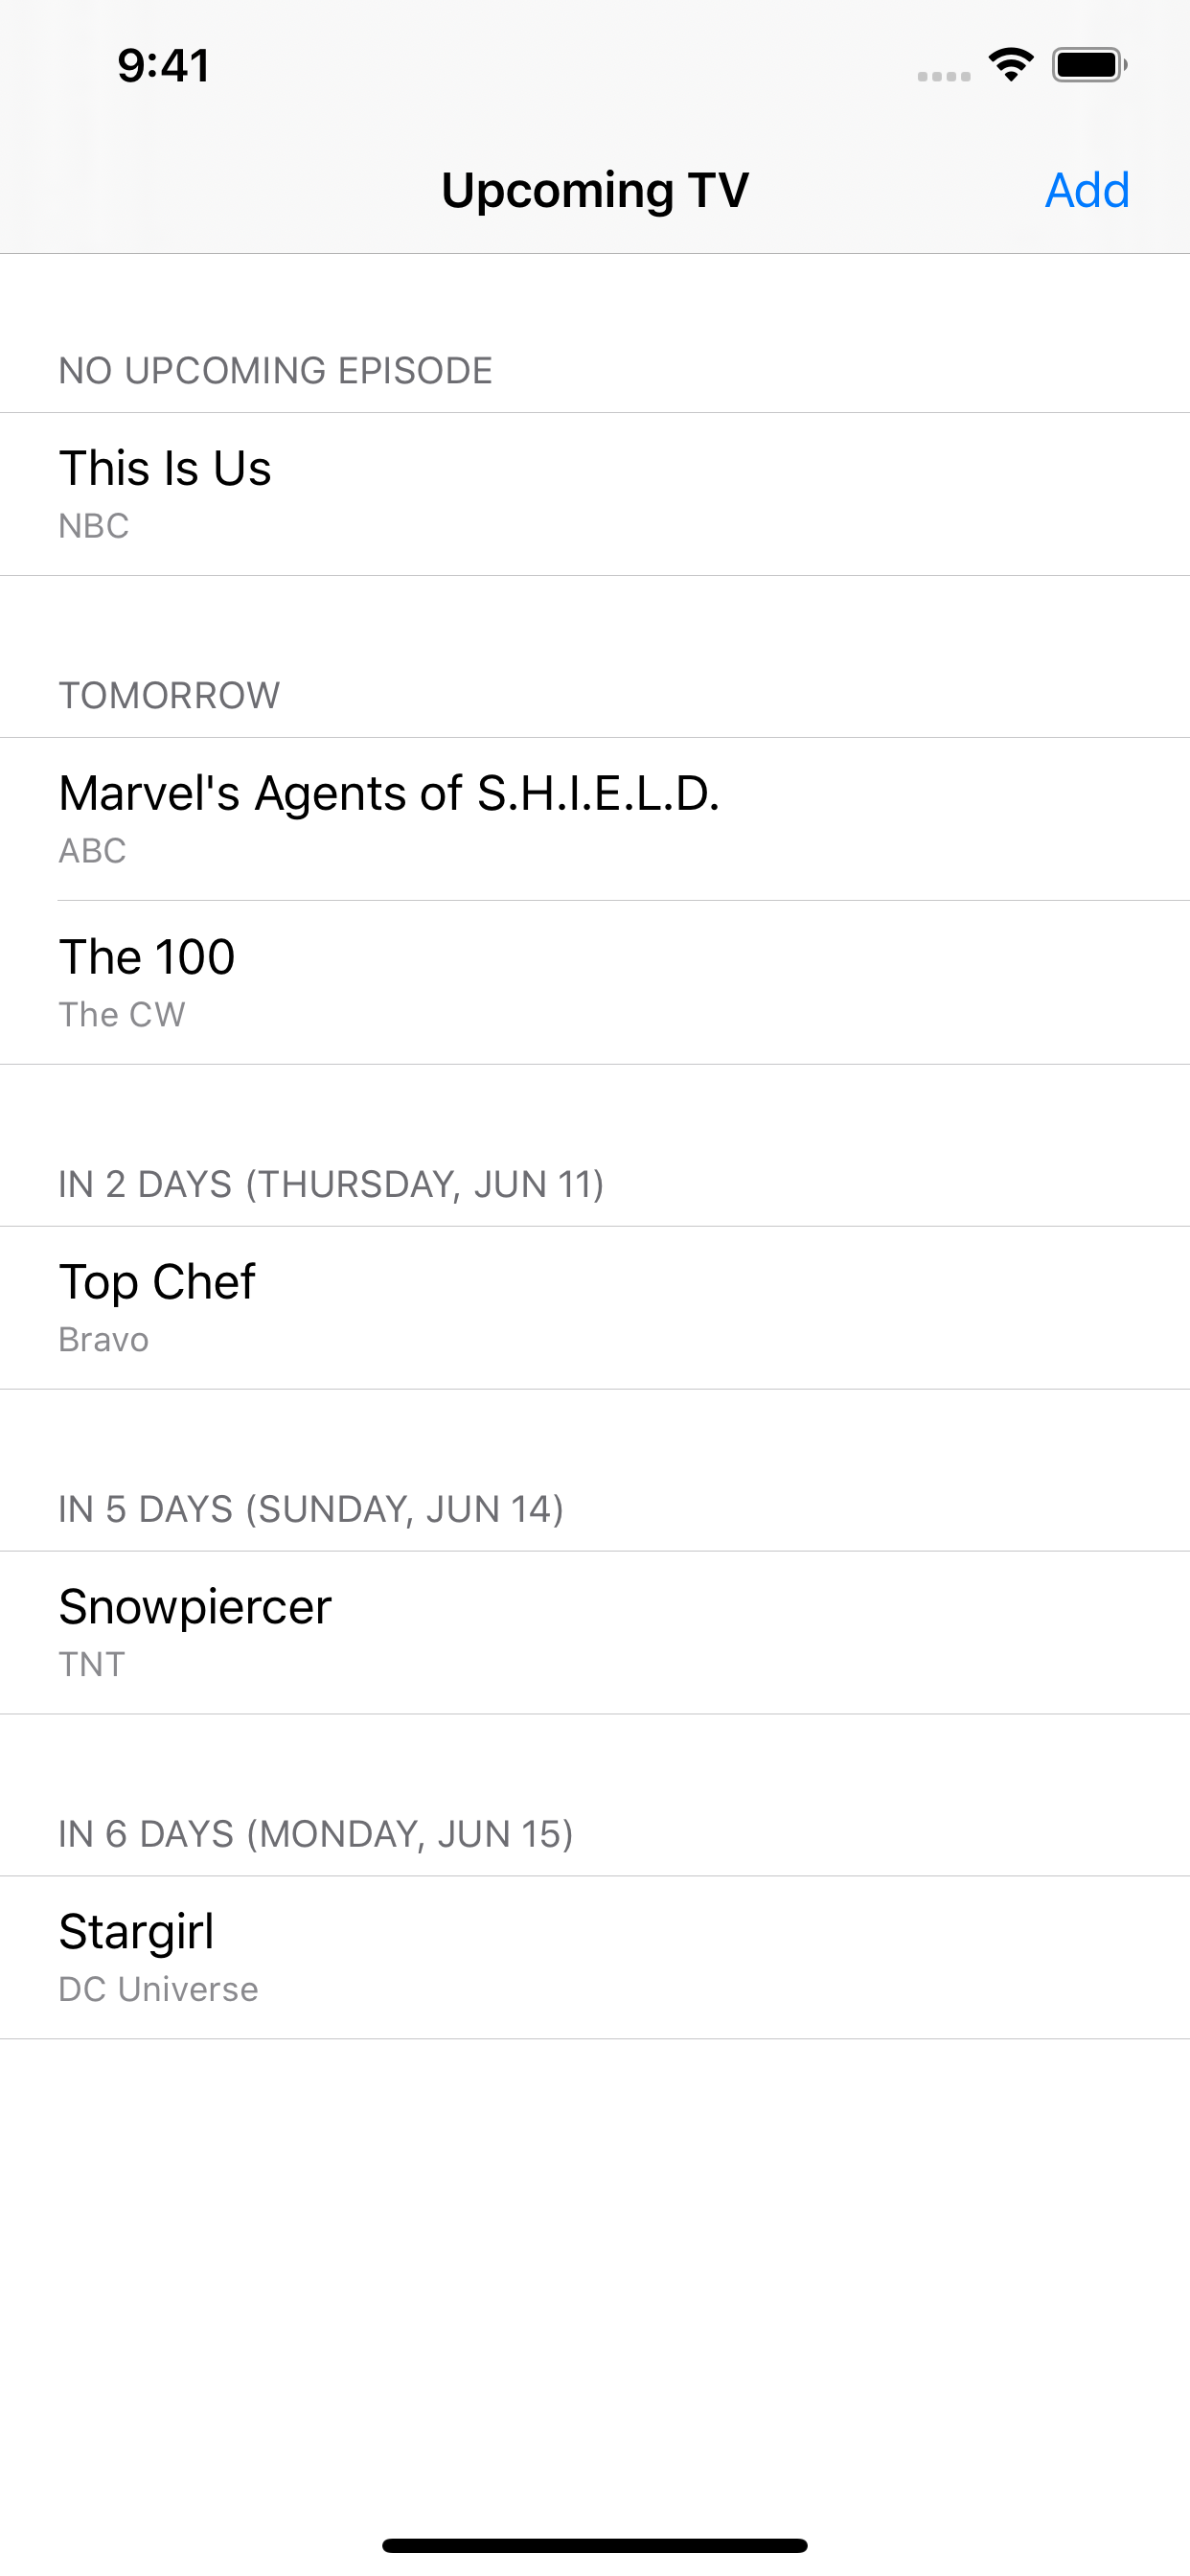 9:41
Upcoming TV
Add
NO UPCOMING EPISODE
This Is Us
NBC
TOMORROW
Marvel's Agents of S.H.I.E.L.D.
ABC
The 100
The CW
IN 2 DAYS (THURSDAY, JUN 11)
Top Chef
Bravo
IN 5 DAYS (SUNDAY, JUN 14)
Snowpiercer
TNT
IN 6 DAYS (MONDAY, JUN 15)
Stargirl
DC Universe